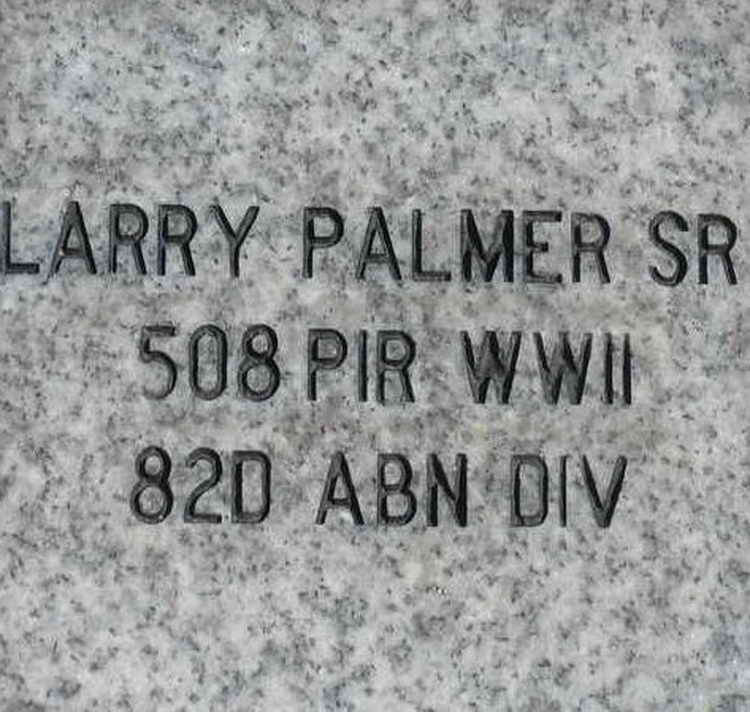 LARRY PALMER SR
508 PIR WWII
82D ABN DIV